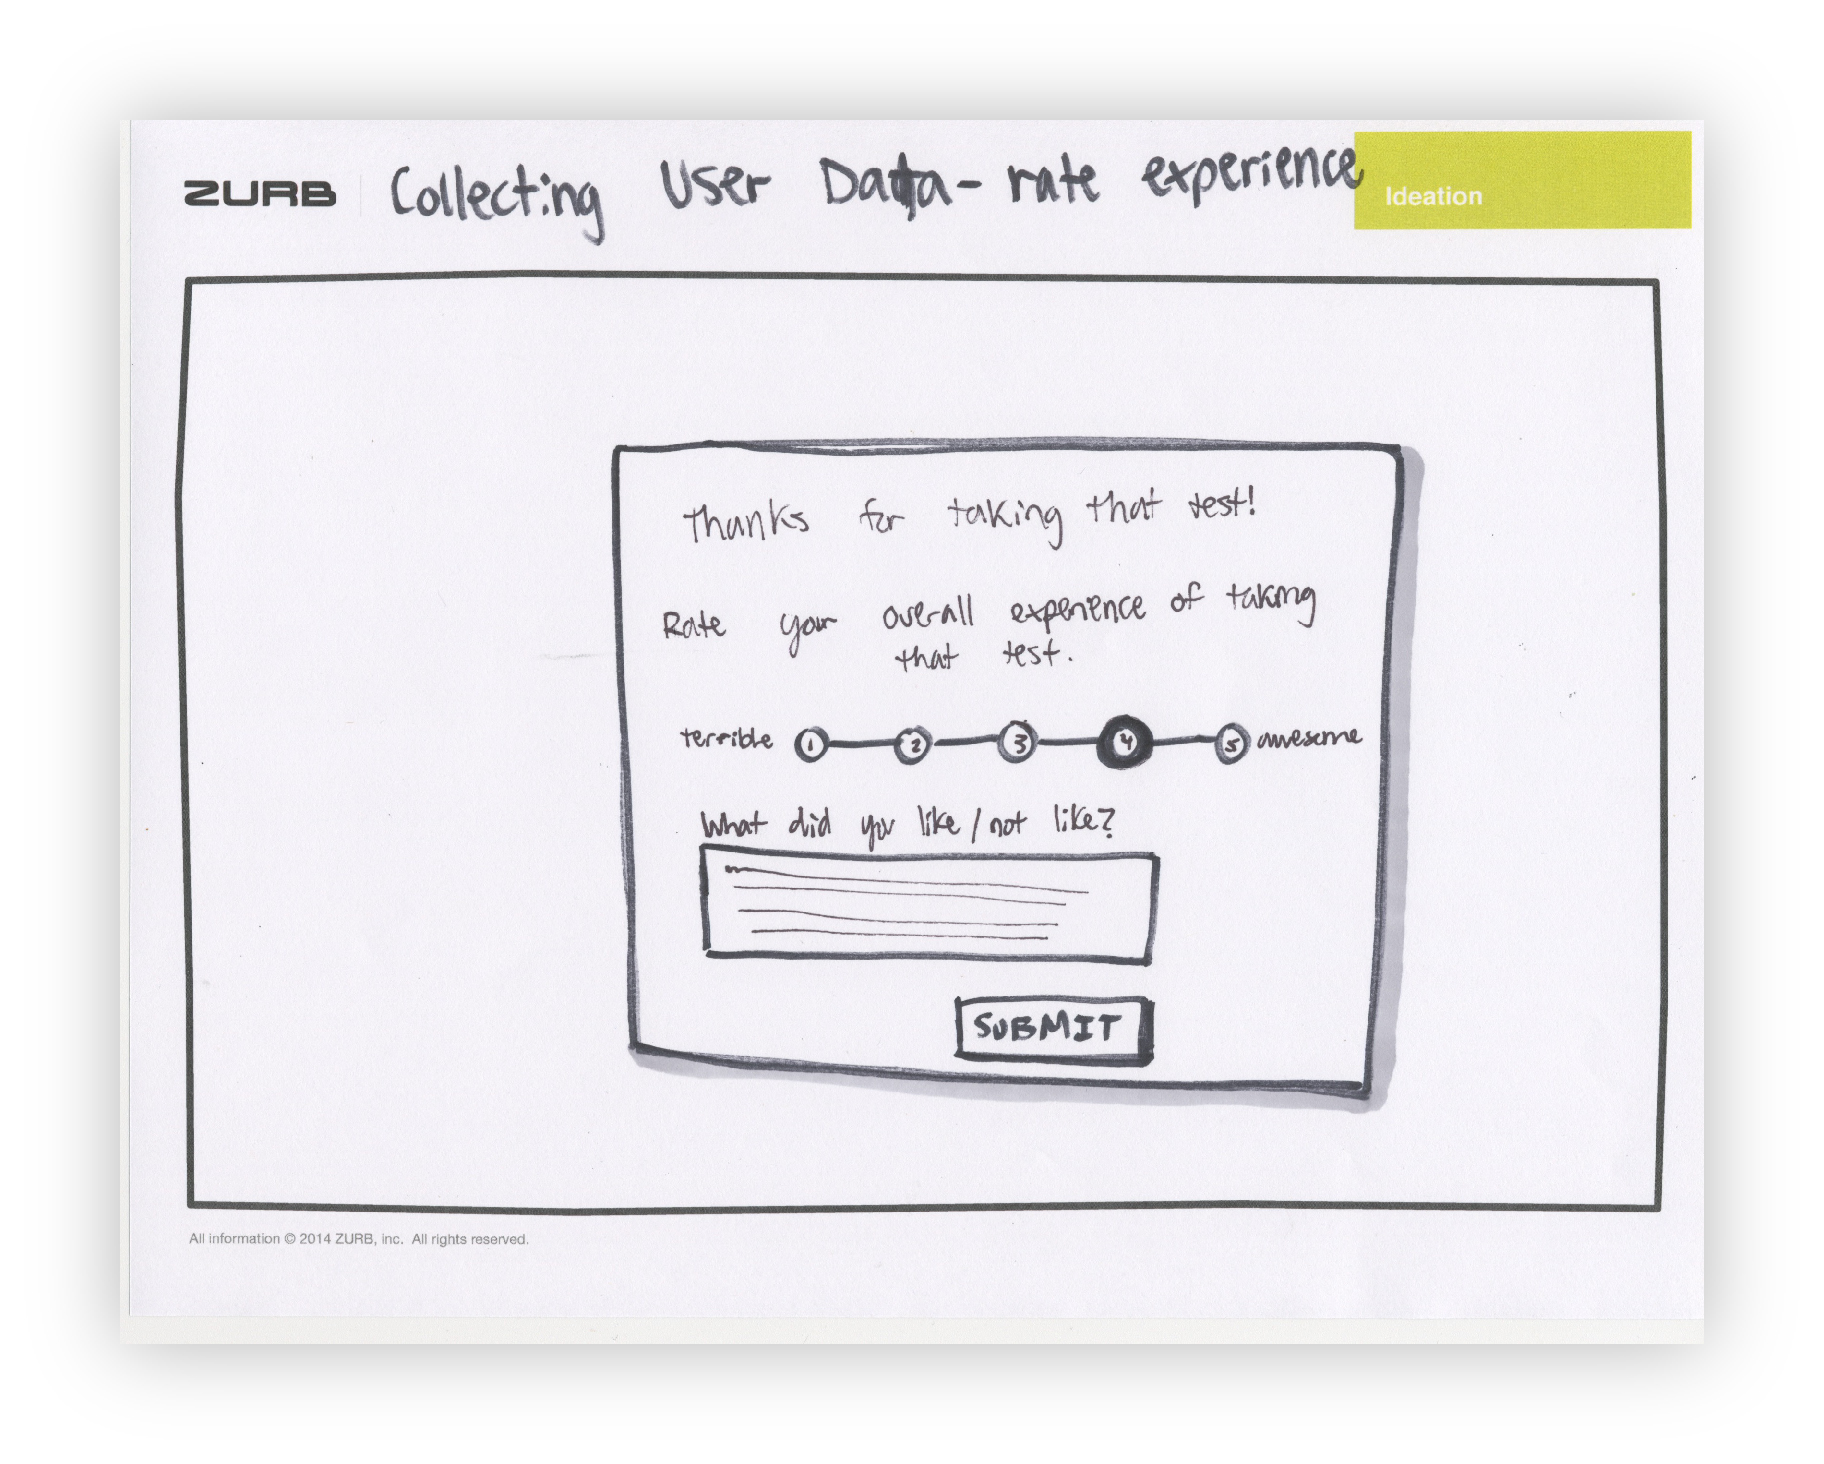 ZURB Collecting User Data - rate experience Ideation
Thanks for taking that test!
Rate your overall experience of taking
that test.
terrible 1 2 3 4 5 awesome
What did you like / not like?
SUBMIT
All information © 2014 ZURB, inc. All rights reserved.